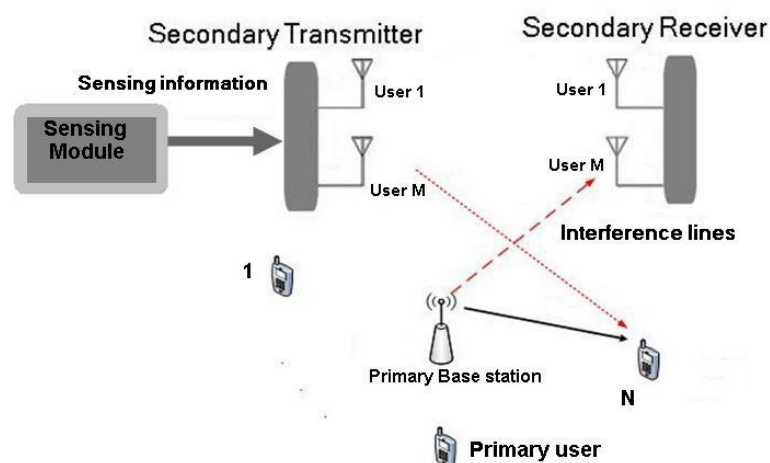 Secondary Transmitter
Secondary Receiver
Sensing information
User 1
User 1
Sensing
Module
User M
User M
Interference lines
1
Primary Base station
N
Primary user